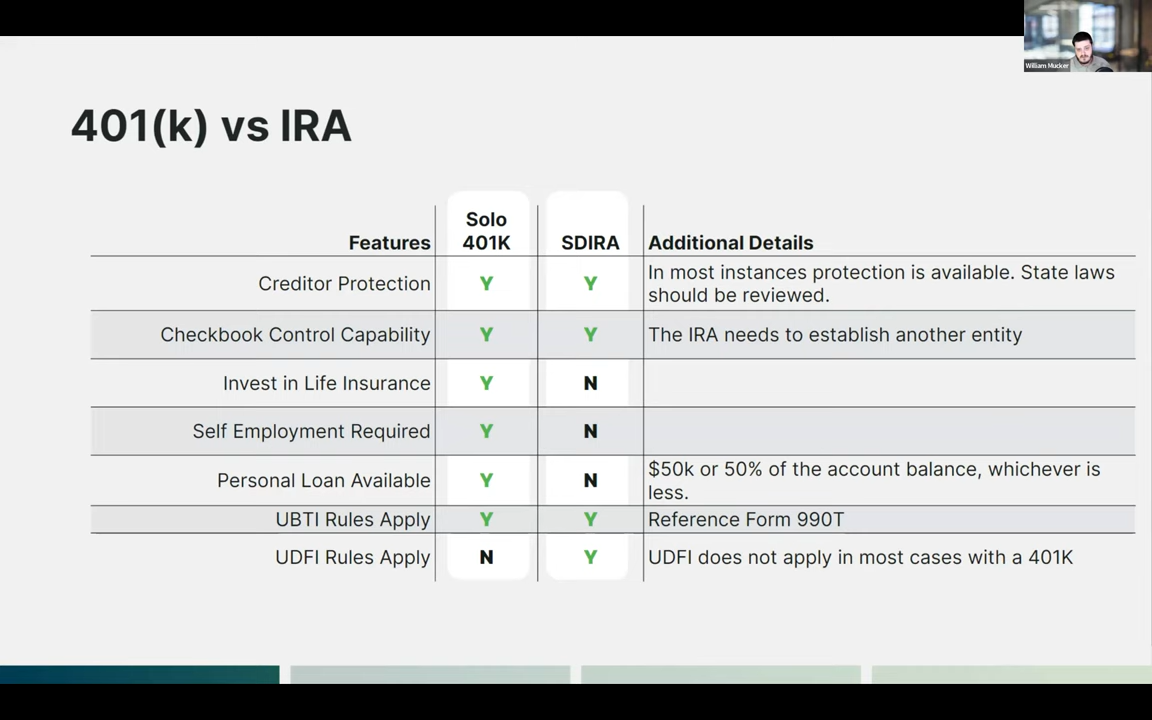 William Mucker
401(k) vs IRA
Features Solo 401K SDIRA Additional Details
Creditor Protection Y Y In most instances protection is available. State laws
should be reviewed.
Checkbook Control Capability Y Y The IRA needs to establish another entity
Invest in Life Insurance Y N
Self Employment Required Y N
Personal Loan Available Y N $50k or 50% of the account balance, whichever is
less.
UBTI Rules Apply Y Y Reference Form 990T
UDFI Rules Apply N Y UDFI does not apply in most cases with a 401K